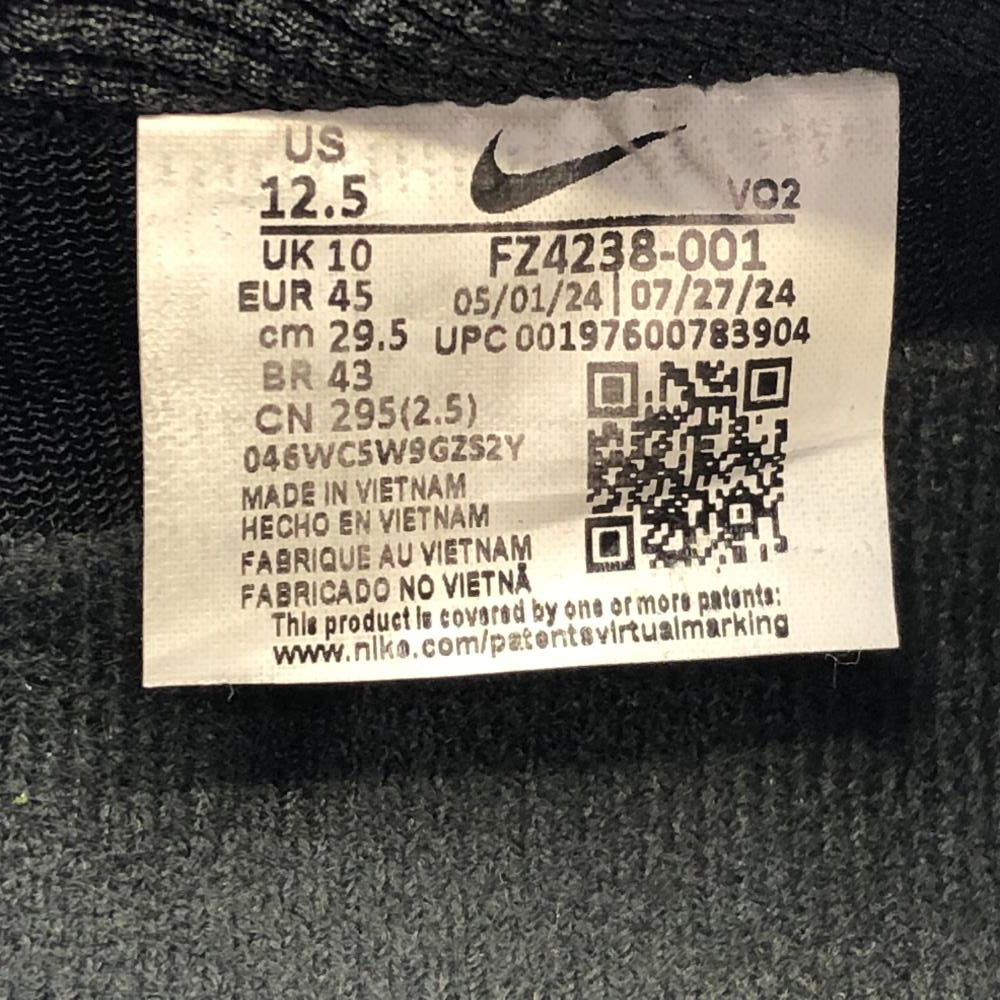 US
12.5
VO2
UK 10
FZ4238-001
EUR 45
05/01/24 | 07/27/24
cm 29.5
UPC 00197600783904
BR 43
CN 295(2.5)
046WC5W9GZS2Y
MADE IN VIETNAM
HECHO EN VIETNAM
FABRIQUE AU VIETNAM
FABRICADO NO VIETNÃ
This product is covered by one or more patents:
www.nike.com/patentsvirtualmarking